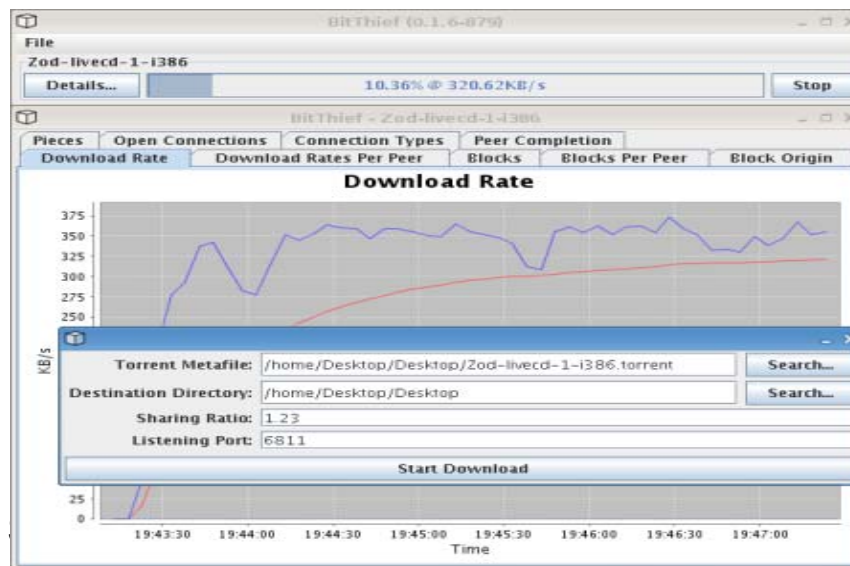 BitThief (0.1.6-879)
File
Zod-livecd-1-i386
Details...
10.36% @ 320.62KB/s
Stop
BitThief - Zod-livecd-1-i386
Pieces Open Connections Connection Types Peer Completion
Download Rate Download Rates Per Peer Blocks Blocks Per Peer Block Origin
Download Rate
375
350
325
300
275
250
KB/s
Torrent Metafile: /home/Desktop/Desktop/Zod-livecd-1-i386.torrent Search...
Destination Directory: /home/Desktop/Desktop Search...
Sharing Ratio: 1.23
Listening Port: 6811
Start Download
25
0
19:43:30 19:44:00 19:44:30 19:45:00 19:45:30 19:46:00 19:46:30 19:47:00
Time